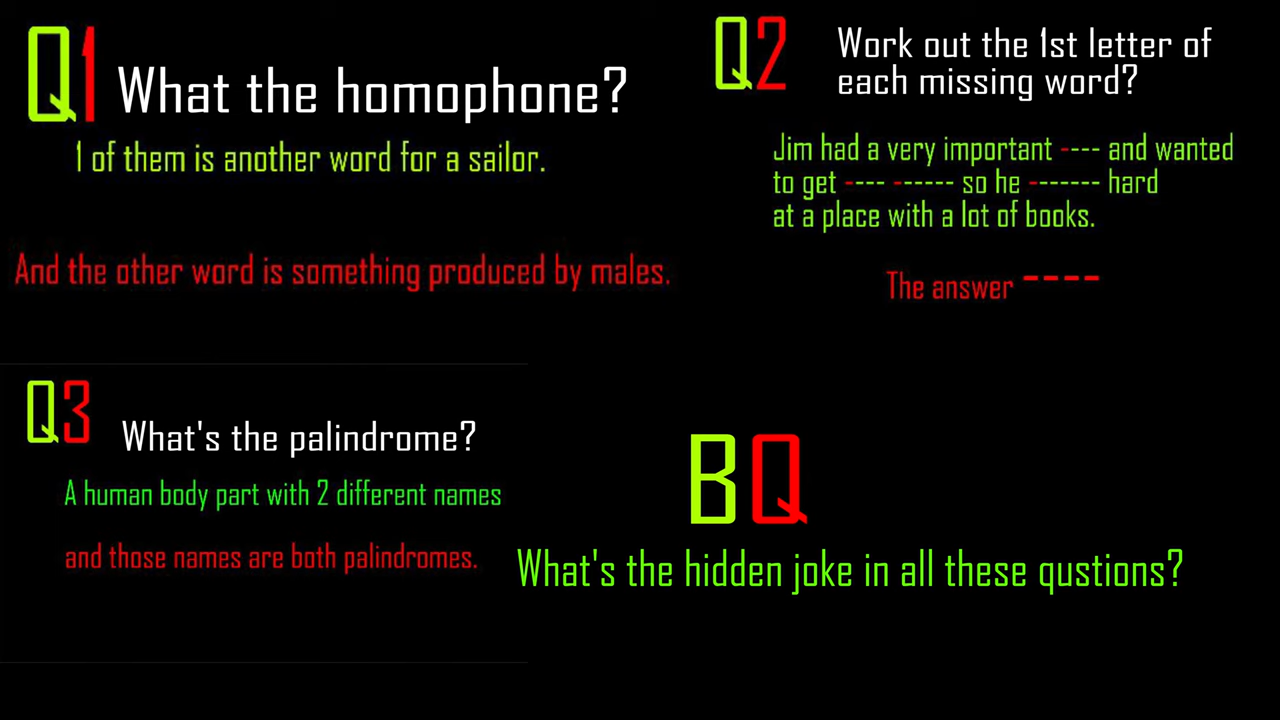 Q1 What the homophone?
1 of them is another word for a sailor.
And the other word is something produced by males.
Q2 Work out the 1st letter of
each missing word?
Jim had a very important ---- and wanted
to get ---- ------ so he ------- hard
at a place with a lot of books.
The answer ----
Q3 What's the palindrome?
A human body part with 2 different names
and those names are both palindromes.
BQ
What's the hidden joke in all these qustions?